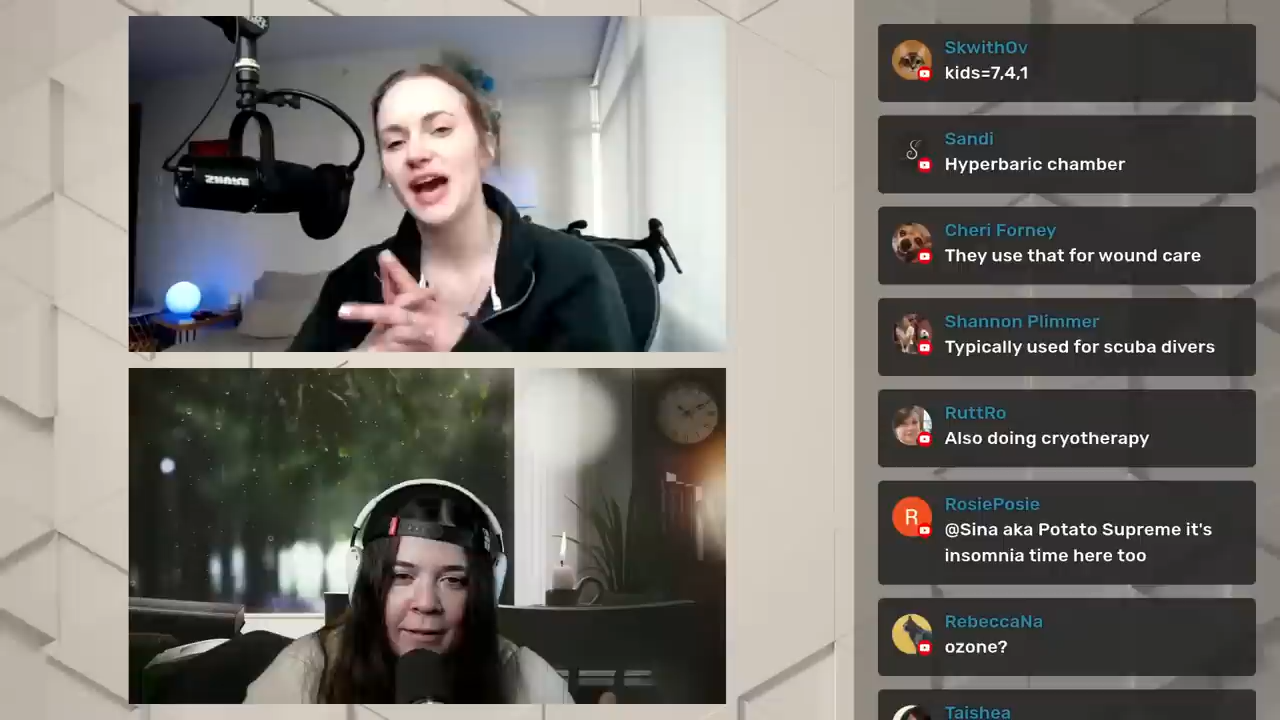 SkwithOv
kids=7,4,1
Sandi
Hyperbaric chamber
Cheri Forney
They use that for wound care
Shannon Plimmer
Typically used for scuba divers
RuttRo
Also doing cryotherapy
R
RosiePosie
@Sina aka Potato Supreme it's
insomnia time here too
RebeccaNa
ozone?
Taishea